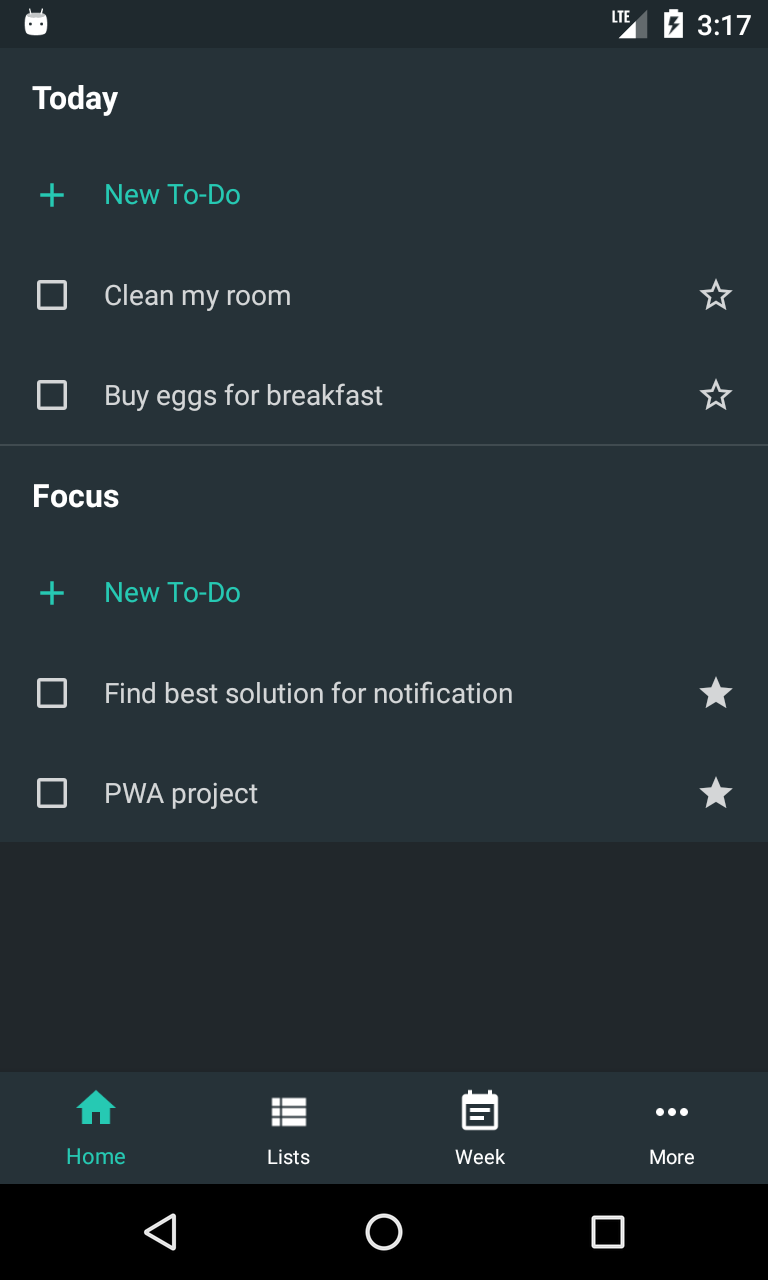 LTE 3:17
Today
New To-Do
Clean my room
Buy eggs for breakfast
Focus
New To-Do
Find best solution for notification
PWA project
Home Lists Week More